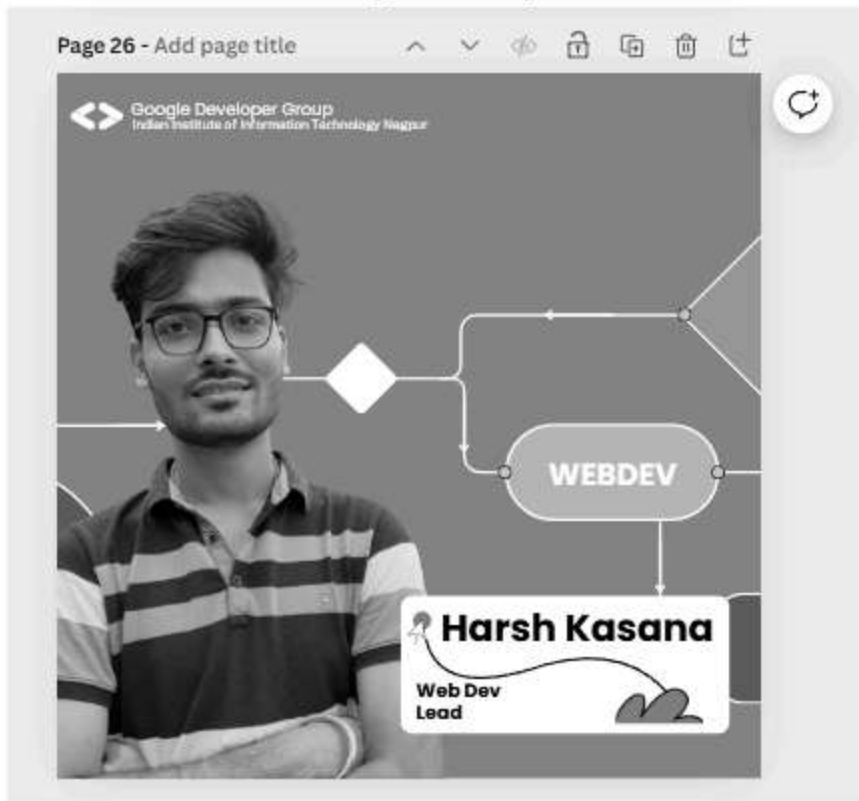 Page 26 - Add page title
Google Developer Group
Indian Institute of Information Technology Nagpur
WEBDEV
Harsh Kasana
Web Dev
Lead